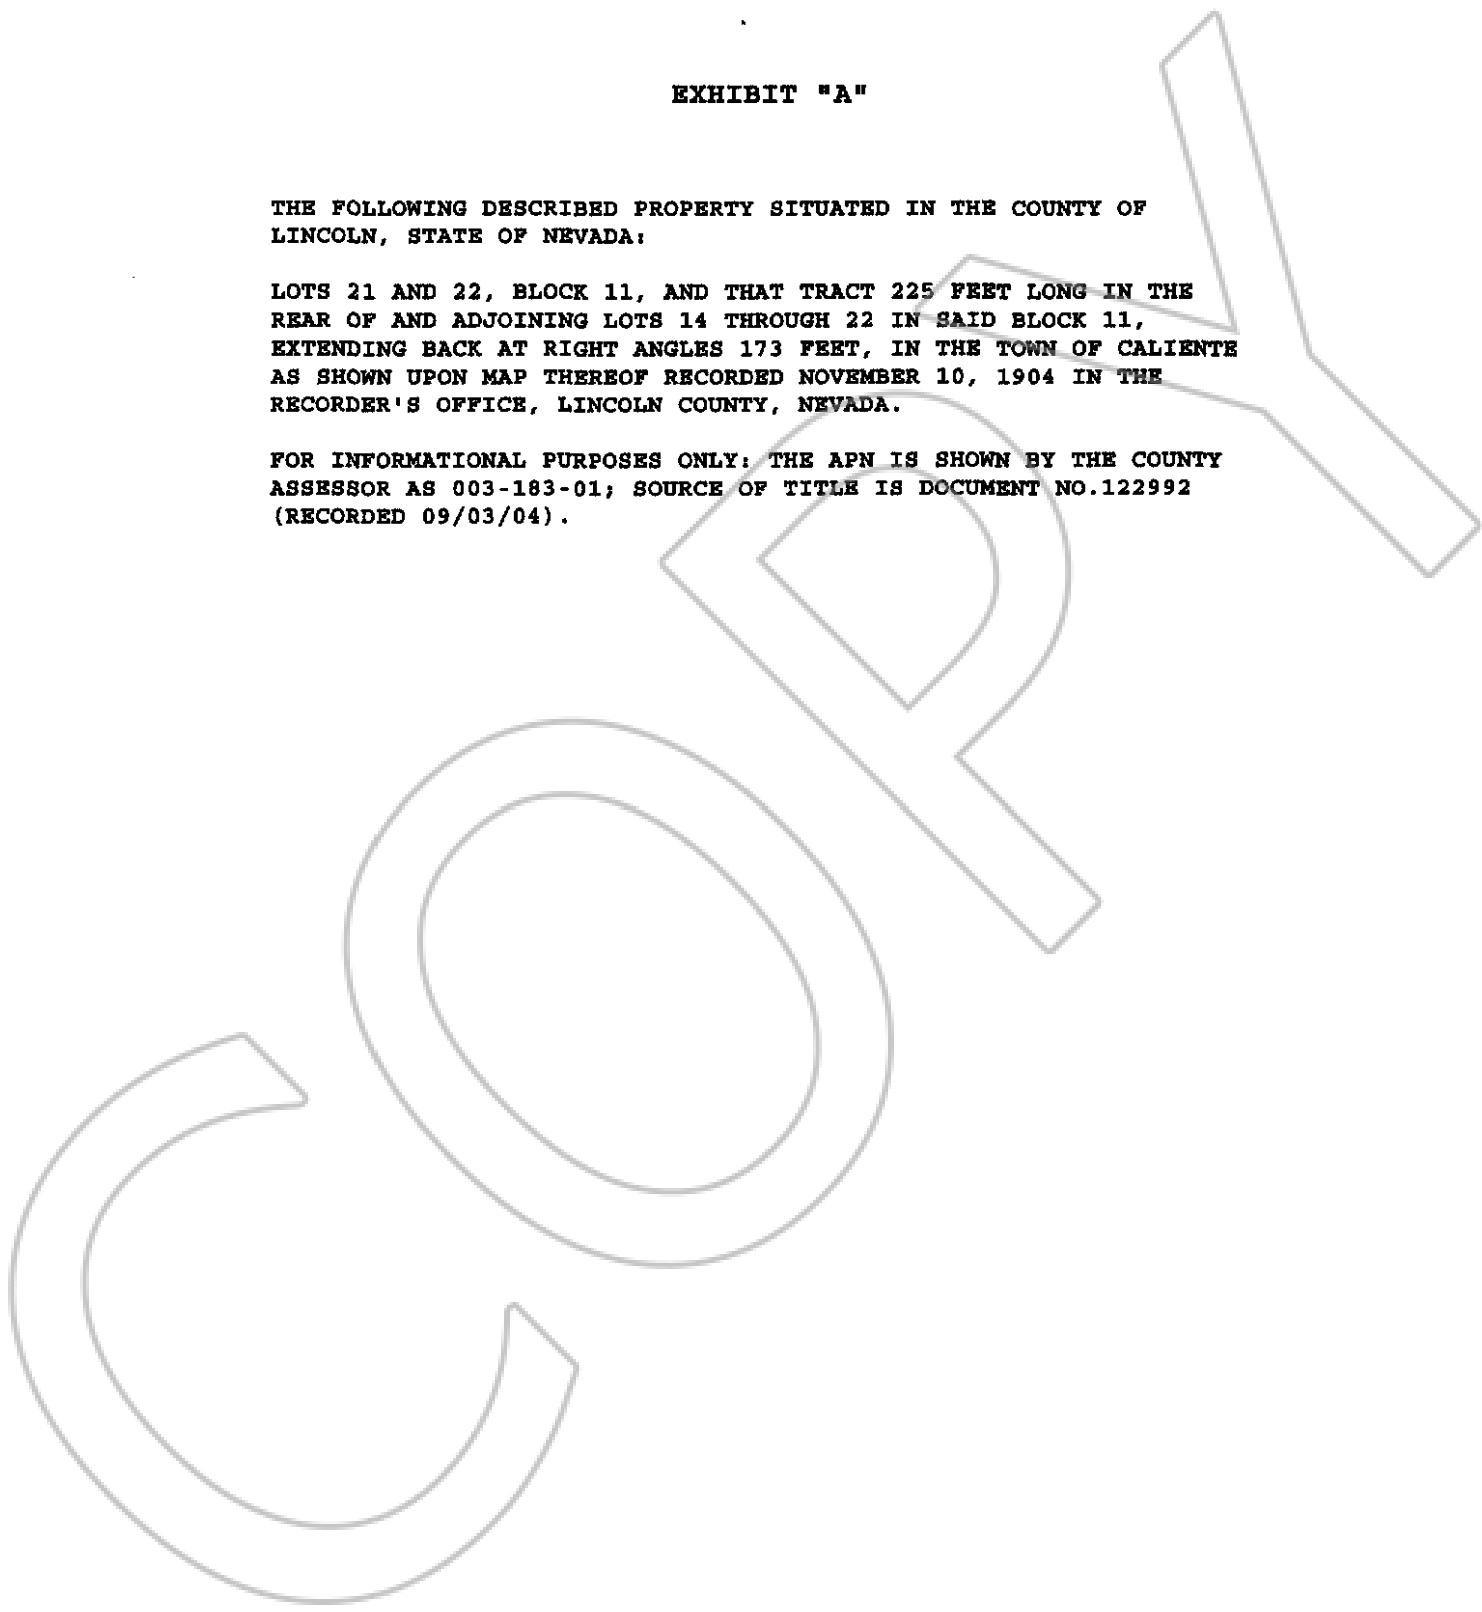 EXHIBIT "A"
THE FOLLOWING DESCRIBED PROPERTY SITUATED IN THE COUNTY OF
LINCOLN, STATE OF NEVADA:
LOTS 21 AND 22, BLOCK 11, AND THAT TRACT 225 FEET LONG IN THE
REAR OF AND ADJOINING LOTS 14 THROUGH 22 IN SAID BLOCK 11,
EXTENDING BACK AT RIGHT ANGLES 173 FEET, IN THE TOWN OF CALIENTE
AS SHOWN UPON MAP THEREOF RECORDED NOVEMBER 10, 1904 IN THE
RECORDER'S OFFICE, LINCOLN COUNTY, NEVADA.
FOR INFORMATIONAL PURPOSES ONLY: THE APN IS SHOWN BY THE COUNTY
ASSESSOR AS 003-183-01; SOURCE OF TITLE IS DOCUMENT NO.122992
(RECORDED 09/03/04).
COPY